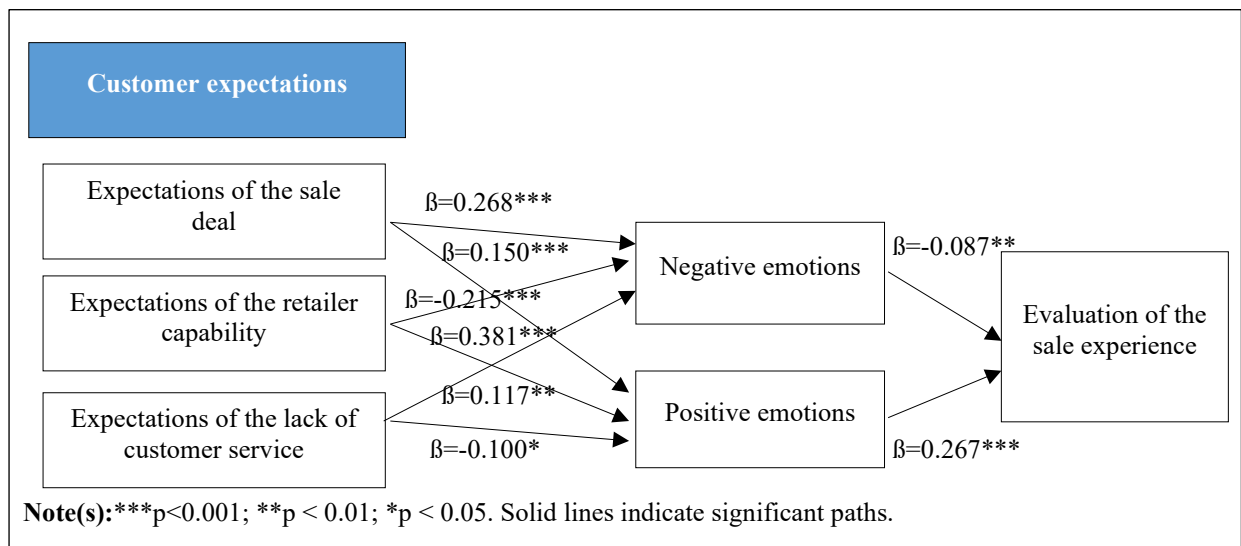 Customer expectations
Expectations of the sale
deal
ß=0.268***
ß=0.150***
Negative emotions
ß=-0.087**
Expectations of the retailer
capability
ß=-0.215***
ß=0.381***
Evaluation of the
sale experience
Expectations of the lack of
customer service
ß=0.117**
ß=-0.100*
Positive emotions
ß=0.267***
Note(s):***p<0.001; **p < 0.01; *p < 0.05. Solid lines indicate significant paths.